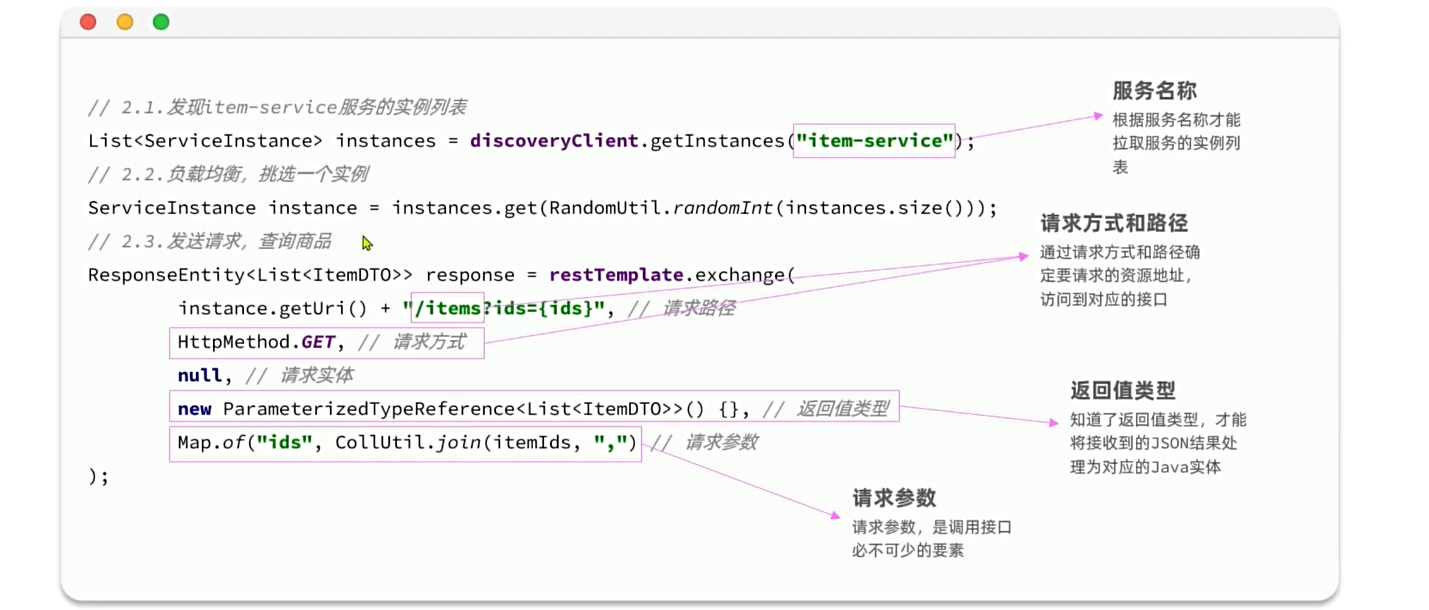 // 2.1.发现item-service服务的实例列表
List<ServiceInstance> instances = discoveryClient.getInstances("item-service");
// 2.2.负载均衡，挑选一个实例
ServiceInstance instance = instances.get(RandomUtil.randomInt(instances.size()));
// 2.3.发送请求，查询商品
ResponseEntity<List<ItemDTO>> response = restTemplate.exchange(
instance.getUri() + "/items?ids={ids}", // 请求路径
HttpMethod.GET, // 请求方式
null, // 请求实体
new ParameterizedTypeReference<List<ItemDTO>>() {}, // 返回值类型
Map.of("ids", CollUtil.join(itemIds, ",") // 请求参数
);
服务名称
根据服务名称才能
拉取服务的实例列
表
请求方式和路径
通过请求方式和路径确
定要请求的资源地址，
访问到对应的接口
返回值类型
知道了返回值类型，才能
将接收到的JSON结果处
理为对应的Java实体
请求参数
请求参数，是调用接口
必不可少的要素